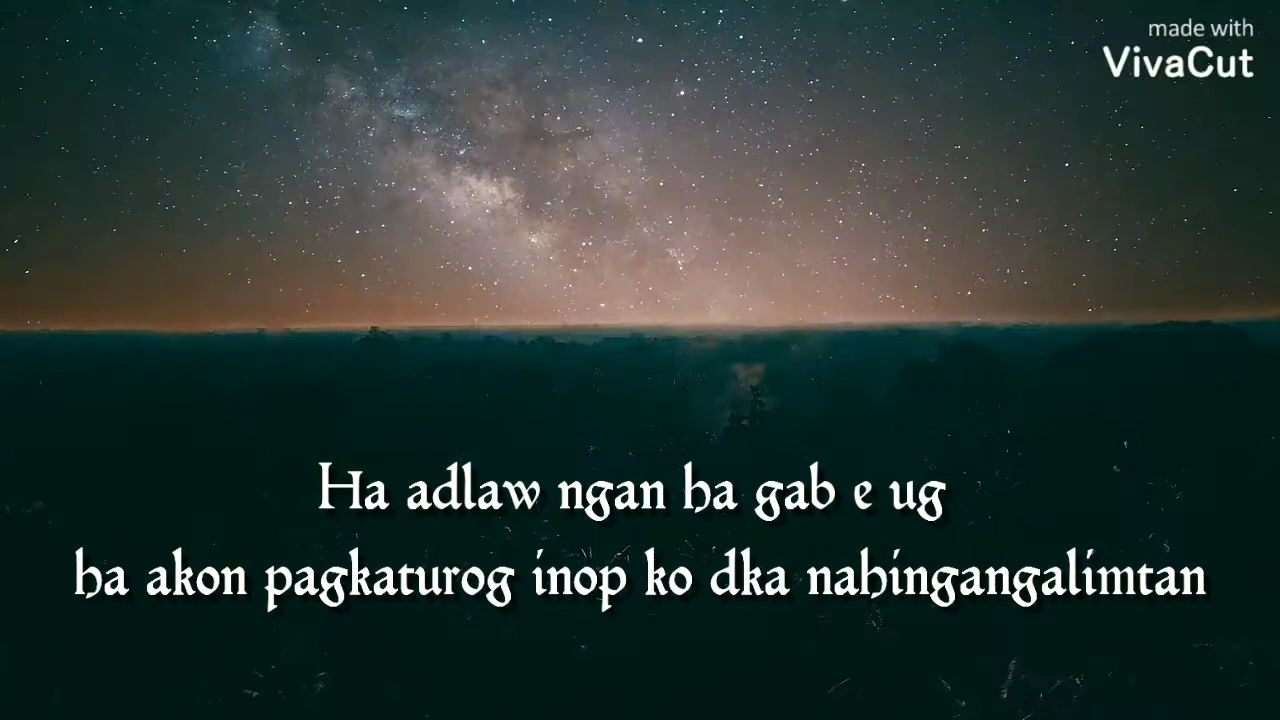 made with
VivaCut
Ha adlaw ngan ha gab e ug
ha akon pagkaturog inop ko dka nahingangalimtan